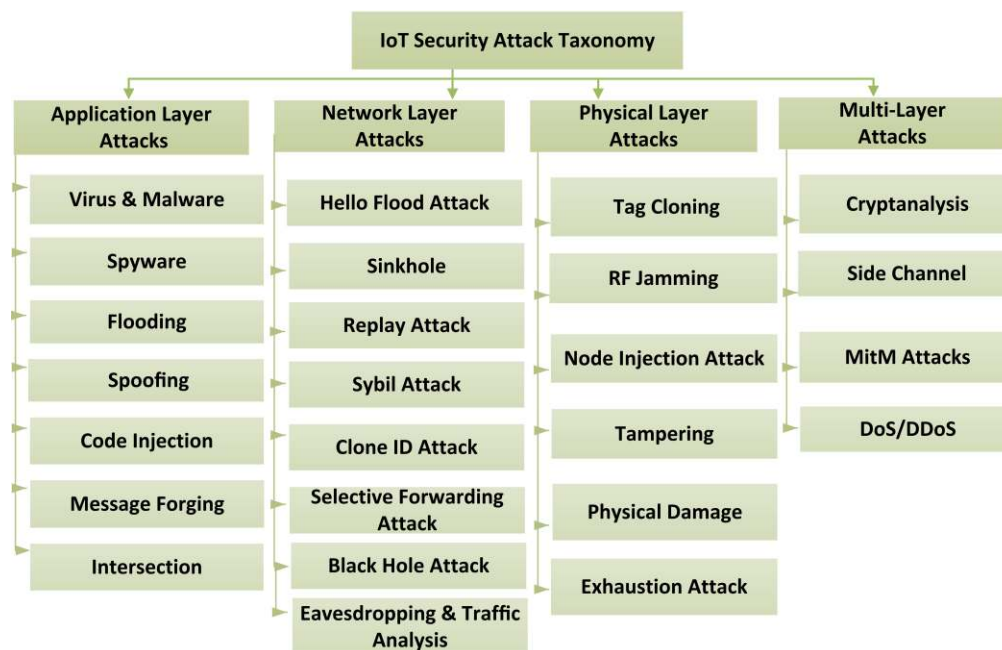 IoT Security Attack Taxonomy
Application Layer
Attacks
Virus & Malware
Spyware
Flooding
Spoofing
Code Injection
Message Forging
Intersection
Network Layer
Attacks
Hello Flood Attack
Sinkhole
Replay Attack
Sybil Attack
Clone ID Attack
Selective Forwarding
Attack
Black Hole Attack
Eavesdropping & Traffic
Analysis
Physical Layer
Attacks
Tag Cloning
RF Jamming
Node Injection Attack
Tampering
Physical Damage
Exhaustion Attack
Multi-Layer
Attacks
Cryptanalysis
Side Channel
MitM Attacks
DoS/DDoS